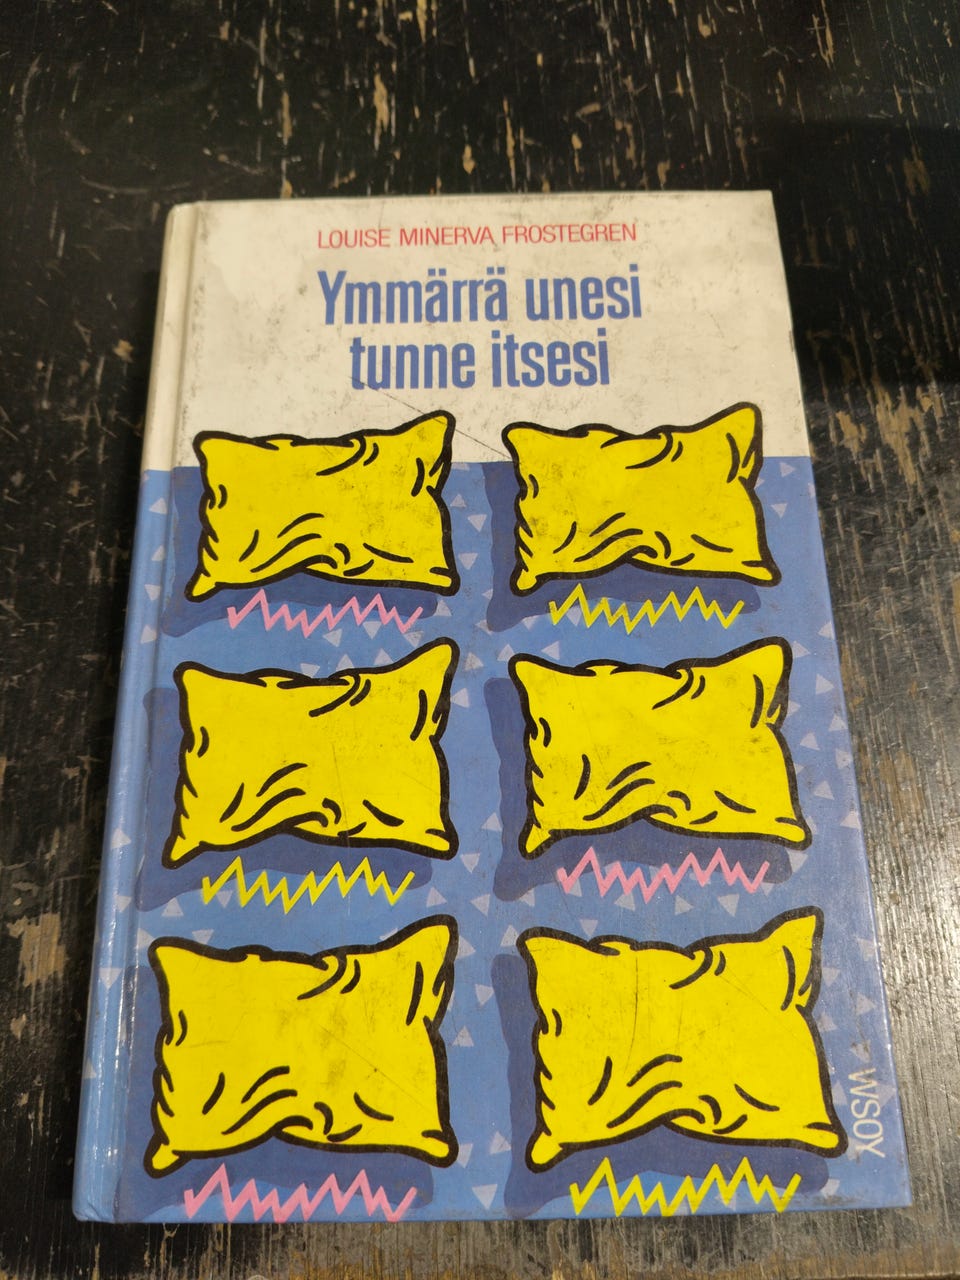 LOUISE MINERVA FROSTEGREN
Ymmärrä unesi
tunne itsesi
WSOY